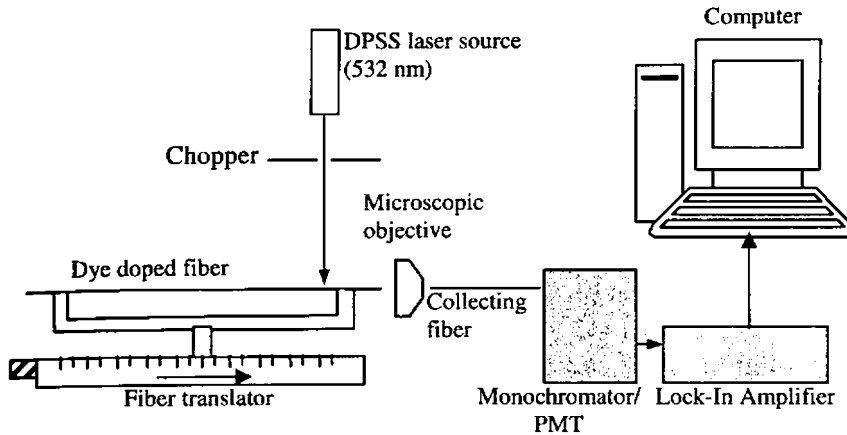 Computer
DPSS laser source
(532 nm)
Chopper
Microscopic
objective
Dye doped fiber
Collecting
fiber
Fiber translator
Monochromator/
PMT
Lock-In Amplifier